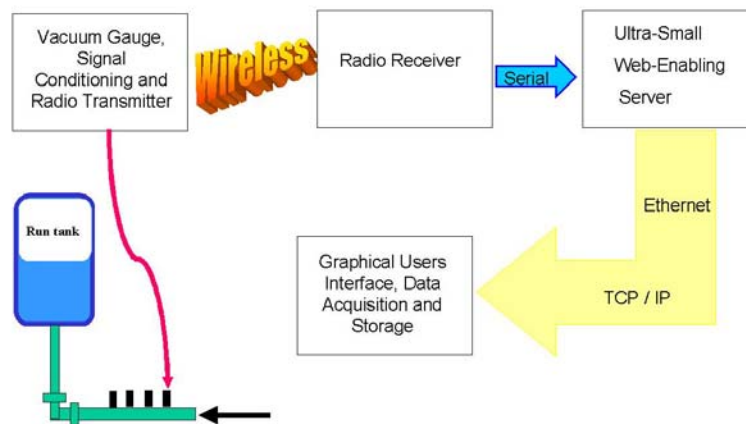 Vacuum Gauge,
Signal
Conditioning and
Radio Transmitter
Wireless
Radio Receiver
Serial
Ultra-Small
Web-Enabling
Server
Ethernet
TCP / IP
Graphical Users
Interface, Data
Acquisition and
Storage
Run tank